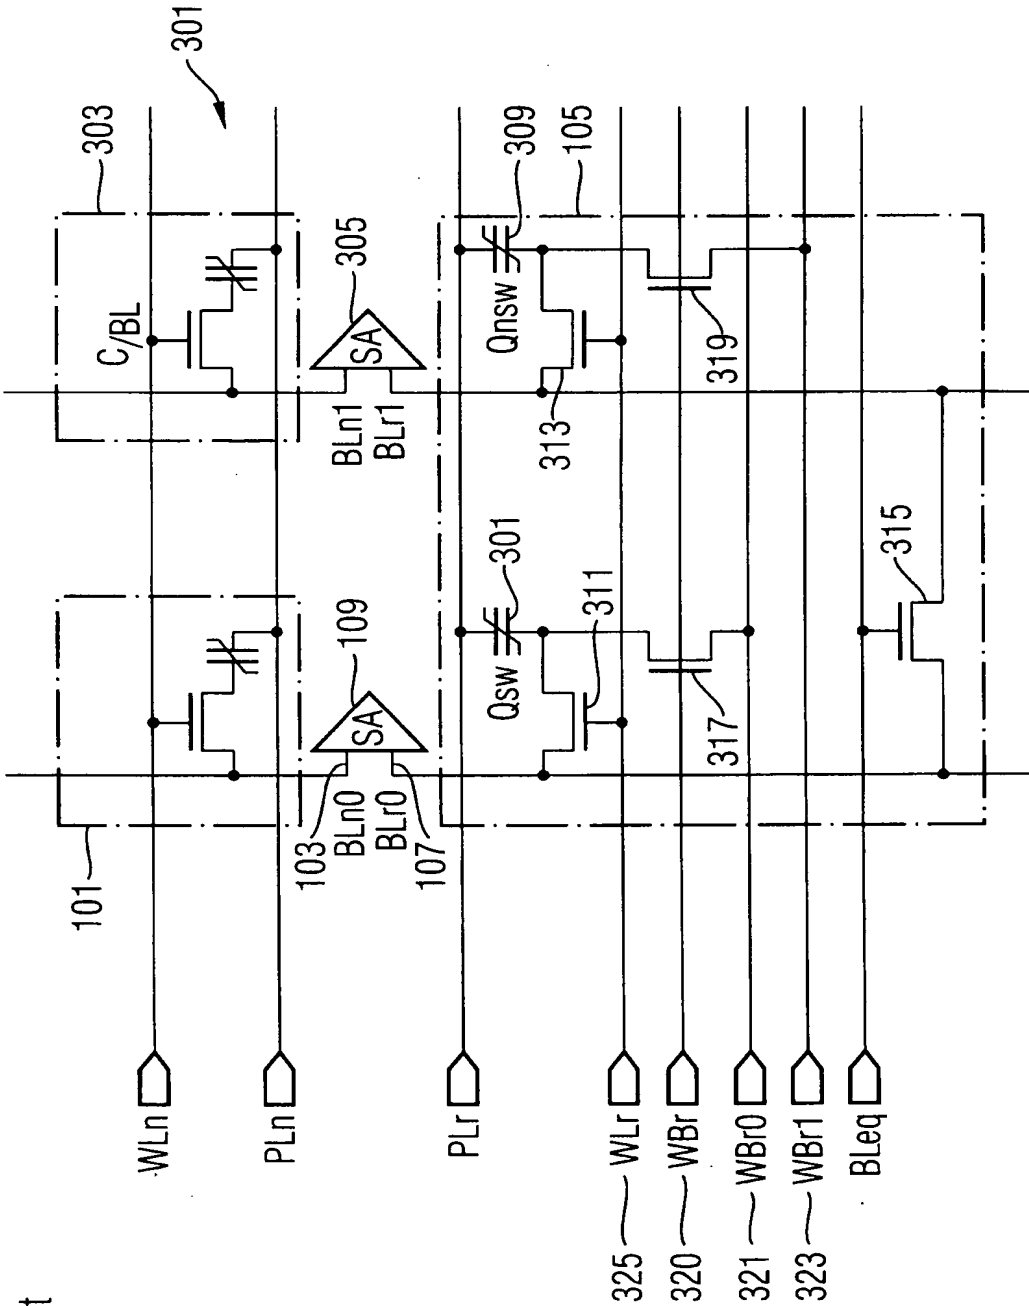 301
303
101
C/BL
WLn
PLn
305
SA
BLn1
BLr1
109
SA
103
BLn0
BLr0
107
105
309
Qnsw
313
319
301
Qsw
311
317
315
PLr
325 WLr
320 WBr
321 WBr0
323 WBr1
BLeq
t